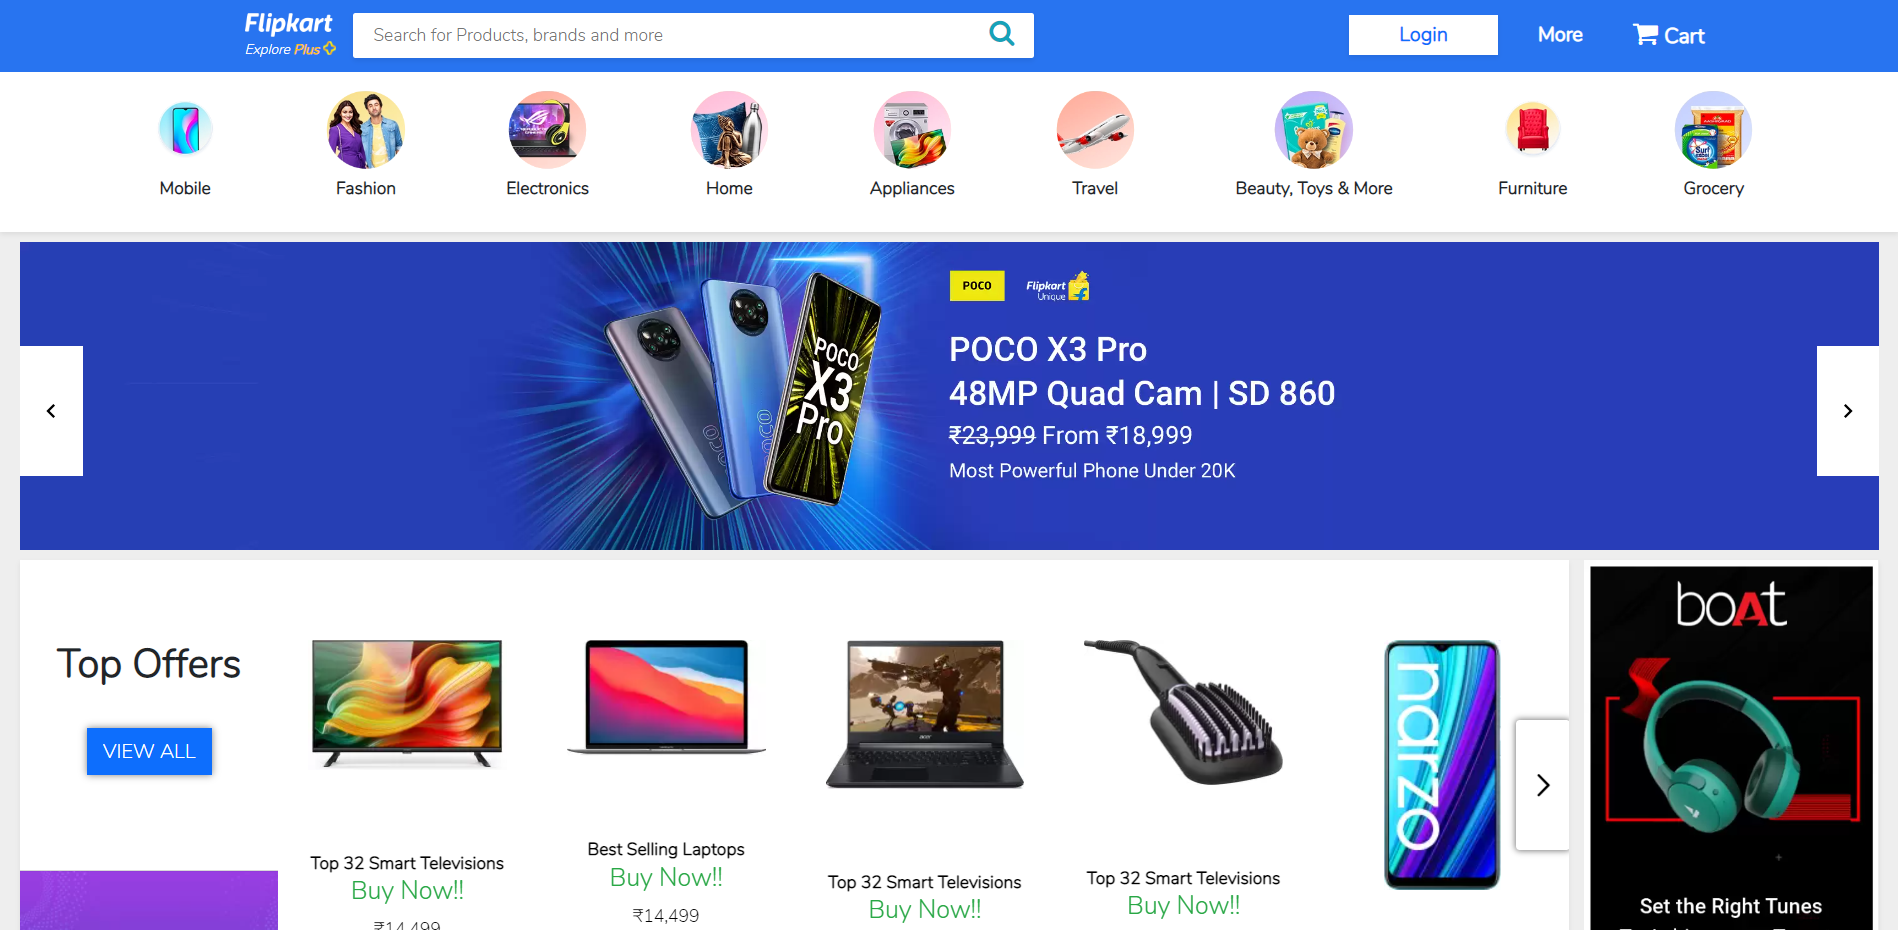 Flipkart
Explore Plus
Search for Products, brands and more
Login
More
Cart
Mobile
Fashion
Electronics
Home
Appliances
Travel
Beauty, Toys & More
Furniture
Grocery
POCO
Flipkart
Unique
POCO X3 Pro
48MP Quad Cam | SD 860
₹23,999 From ₹18,999
Most Powerful Phone Under 20K
POCO
X3
Pro
POCO
POCO
Top Offers
VIEW ALL
Top 32 Smart Televisions
Buy Now!!
₹14,499
Best Selling Laptops
Buy Now!!
₹14,499
acer
Top 32 Smart Televisions
Buy Now!!
Top 32 Smart Televisions
Buy Now!!
narzo
boAt
Set the Right Tunes